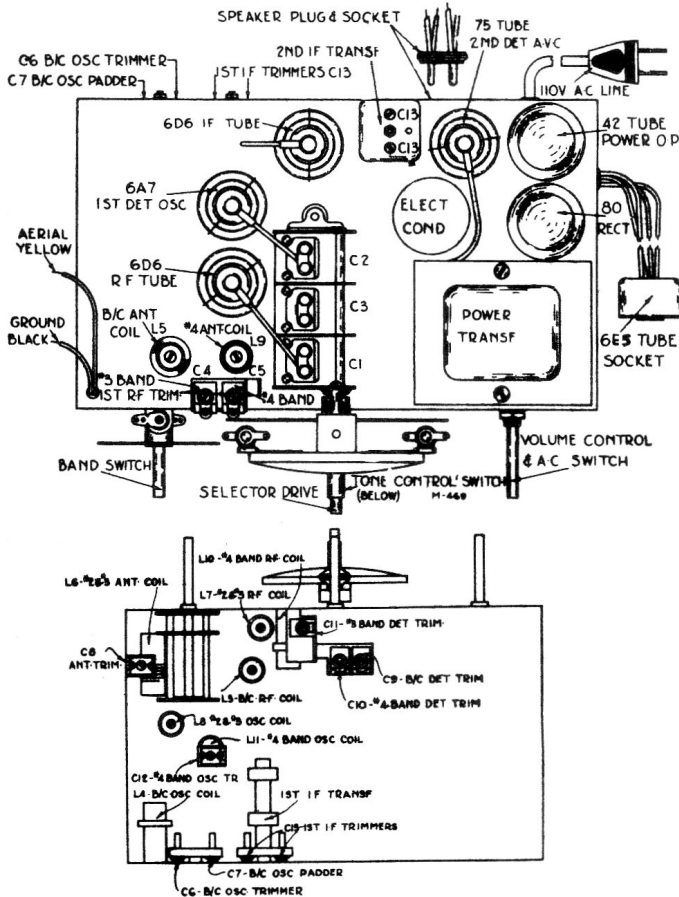 SPEAKER PLUG & SOCKET
75 TUBE
2ND DET A.V.C
2ND IF TRANSF
C6 B/C OSC TRIMMER
C7 B/C OSC PADDER
1ST IF TRIMMERS C13
110V A.C LINE
6D6 IF TUBE
C13
C13
42 TUBE
POWER O.P
6A7
1ST DET OSC
ELECT
COND
80
RECT
AERIAL
YELLOW
6D6
R F TUBE
C2
C3
C1
B/C ANT
COIL L5
#4 ANT COIL
L9
GROUND
BLACK
POWER
TRANSF
6E5 TUBE
SOCKET
#3 BAND
1ST RF TRIM
C4
C5
#4 BAND
BAND SWITCH
VOLUME CONTROL
& A-C SWITCH
SELECTOR DRIVE
TONE CONTROL SWITCH
(BELOW)
M-469
L10-#4 BAND R-F COIL
L6-#2&#3 ANT. COIL
L7-#2&#3 R-F COIL
C11-#3 BAND DET TRIM.
C8
ANT. TRIM.
C9-B/C DET TRIM
L3-B/C-R-F-COIL
C10-#4-BAND DET TRIM
L8 #2&#3 OSC COIL
L11-#4 BAND OSC COIL
C12-#4 BAND OSC TR
L4-B/C OSC COIL
1ST IF TRANSF
C13 1ST IF TRIMMERS
C7-B/C OSC PADDER
C6-B/C OSC TRIMMER